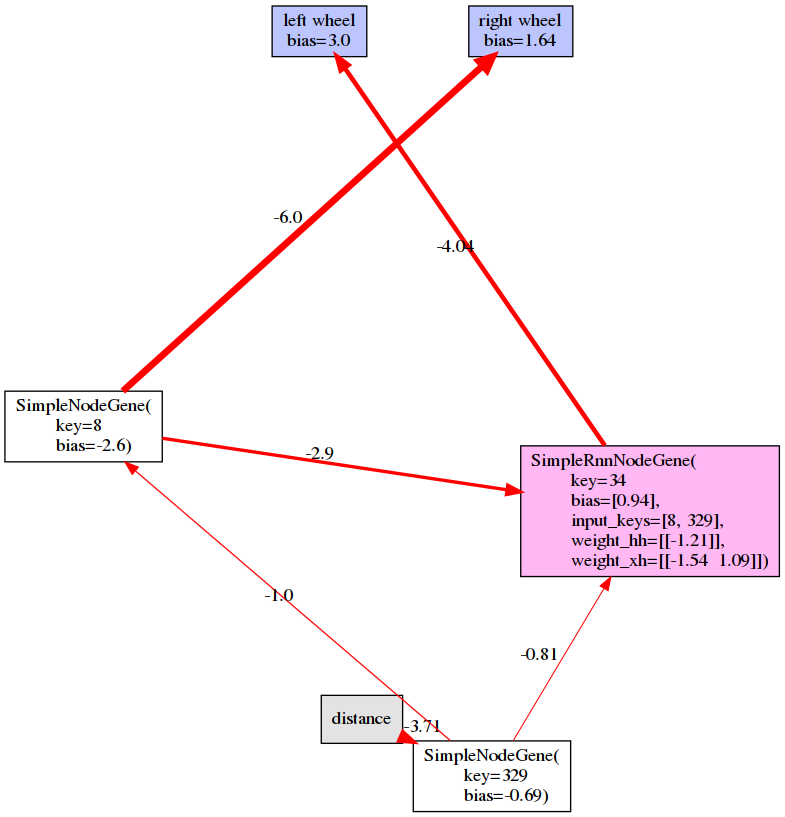 left wheel
bias=3.0
right wheel
bias=1.64
-6.0
-4.04
SimpleNodeGene(
key=8
bias=-2.6)
-2.9
SimpleRnnNodeGene(
key=34
bias=[0.94],
input_keys=[8, 329],
weight_hh=[[-1.21]],
weight_xh=[[-1.54 1.09]])
-1.0
-0.81
distance
-3.71
SimpleNodeGene(
key=329
bias=-0.69)